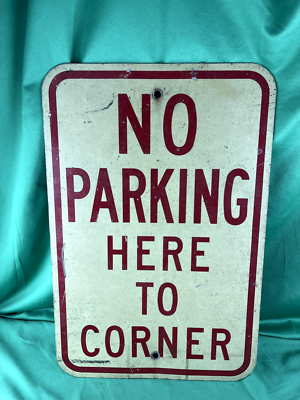 NO
PARKING
HERE
TO
CORNER